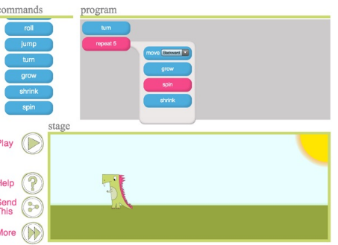 commands
program
roll
jump
turn
grow
shrink
spin
turn
repeat 5
move
grow
spin
shrink
stage
Play
Help
Send
This
More